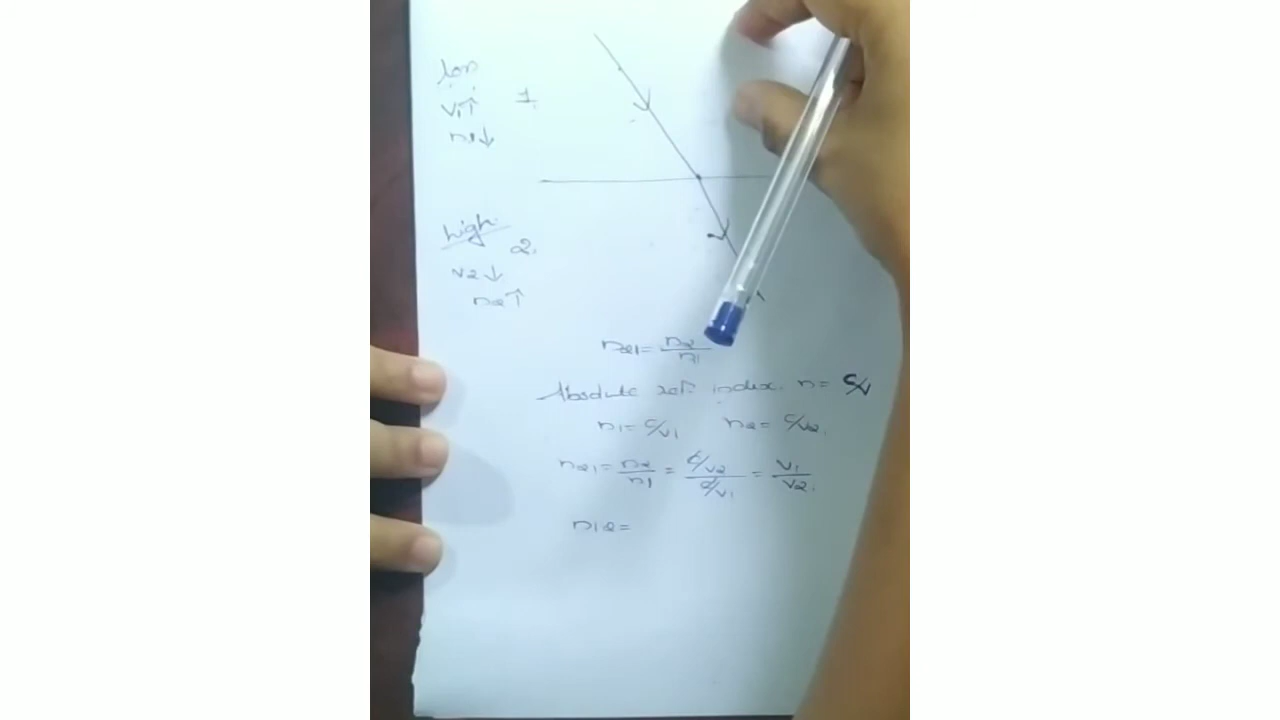 low
v1↑ 1.
n1↓
high
2.
v2↓
n2↑
n21= n2/n1
Absolute ref. index. n= c/v
n1= c/v1 n2= c/v2.
n21= n2/n1 = c/v2 / c/v1 = v1/v2.
n12=